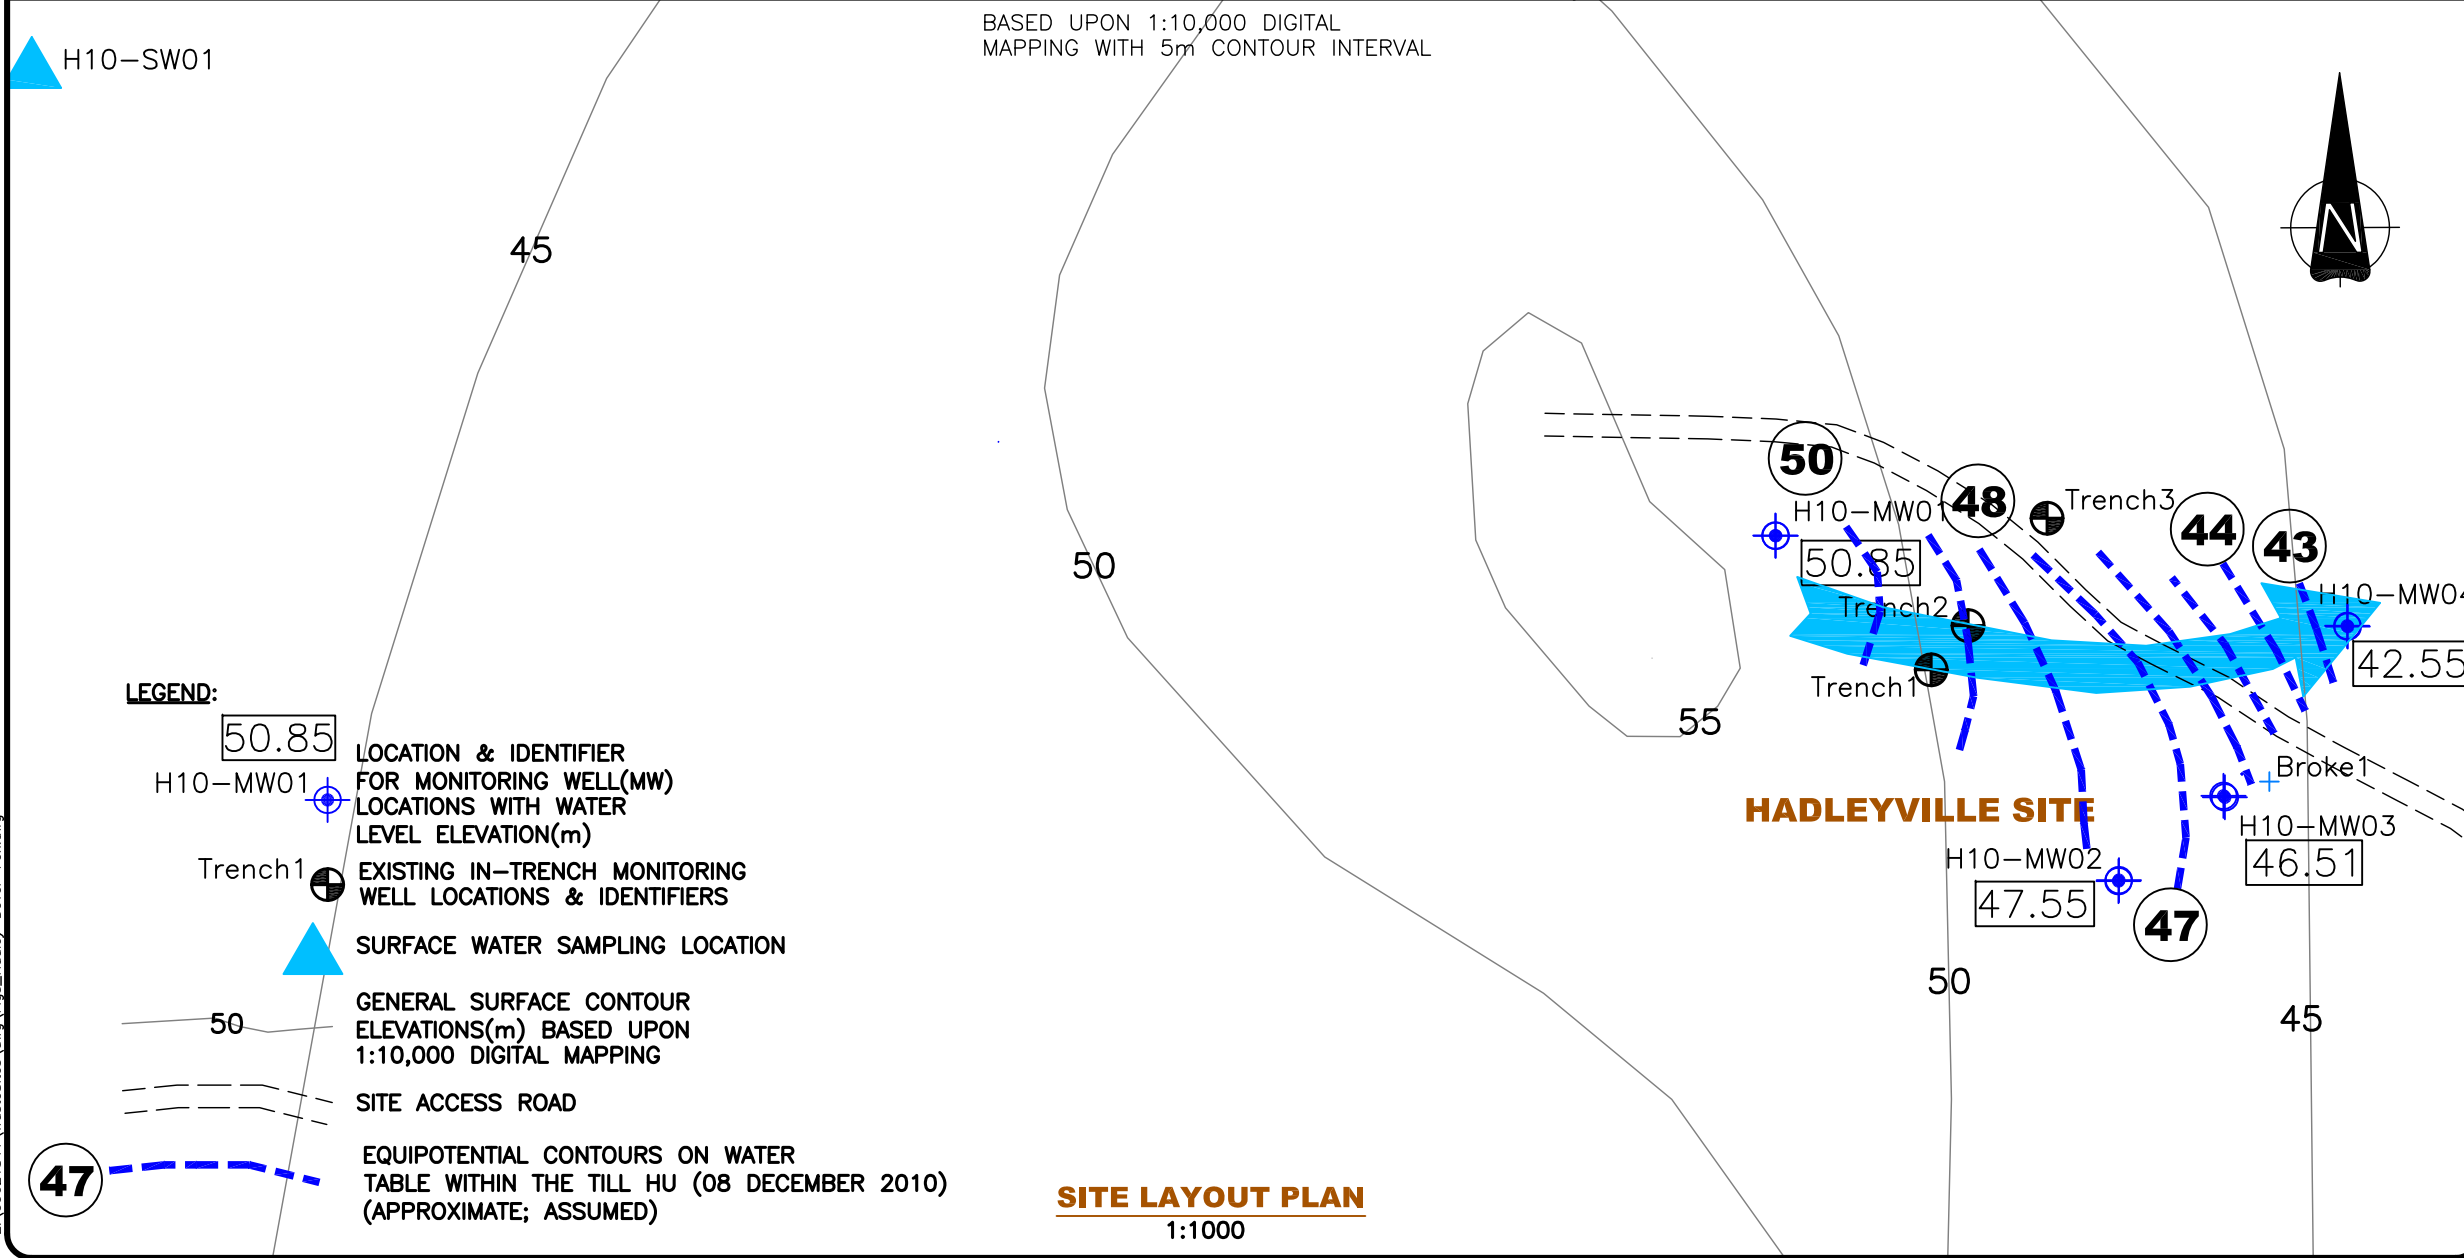 BASED UPON 1:10,000 DIGITAL
MAPPING WITH 5m CONTOUR INTERVAL
H10-SW01
N
45
50
55
50
45
50
48
44
43
47
H10-MW01
50.85
Trench3
Trench2
Trench1
H10-MW04
42.55
Broke1
HADLEYVILLE SITE
H10-MW03
46.51
H10-MW02
47.55
LEGEND:
50.85
H10-MW01
LOCATION & IDENTIFIER
FOR MONITORING WELL(MW)
LOCATIONS WITH WATER
LEVEL ELEVATION(m)
Trench1
EXISTING IN-TRENCH MONITORING
WELL LOCATIONS & IDENTIFIERS
SURFACE WATER SAMPLING LOCATION
50
GENERAL SURFACE CONTOUR
ELEVATIONS(m) BASED UPON
1:10,000 DIGITAL MAPPING
SITE ACCESS ROAD
47
EQUIPOTENTIAL CONTOURS ON WATER
TABLE WITHIN THE TILL HU (08 DECEMBER 2010)
(APPROXIMATE; ASSUMED)
SITE LAYOUT PLAN
1:1000